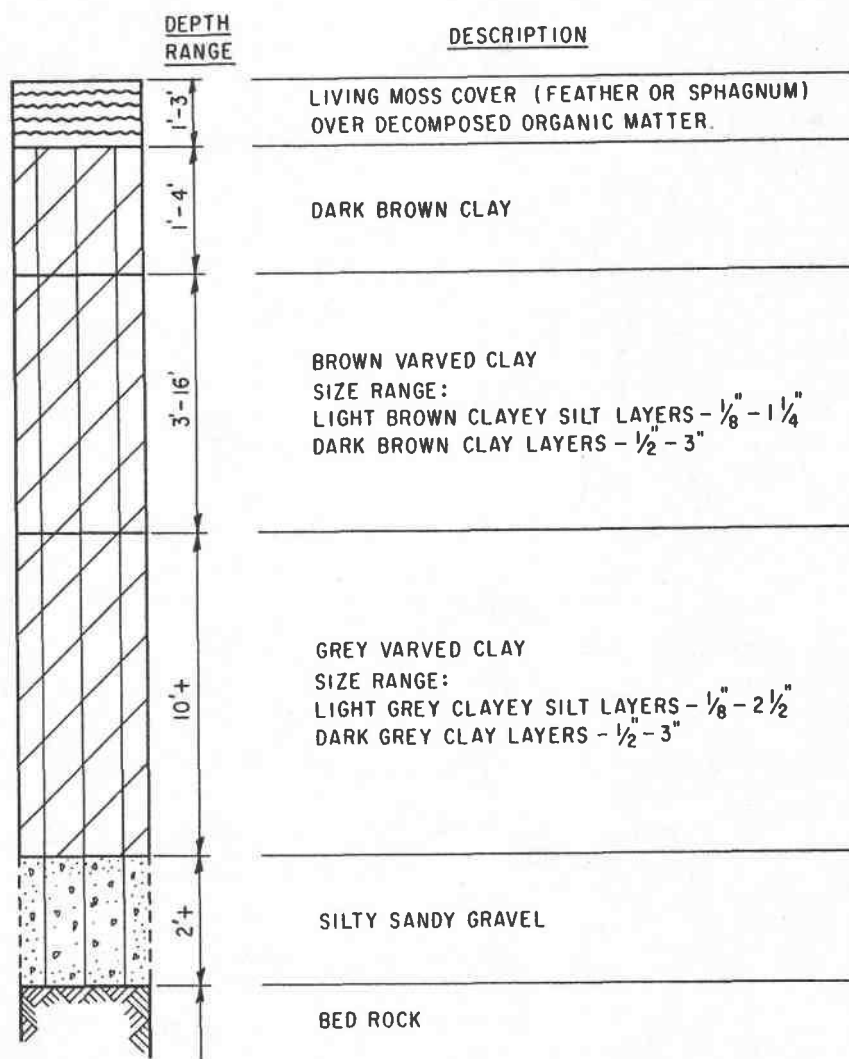 DEPTH
RANGE
DESCRIPTION
1'-3'
LIVING MOSS COVER (FEATHER OR SPHAGNUM)
OVER DECOMPOSED ORGANIC MATTER.
1'-4'
DARK BROWN CLAY
3'-16'
BROWN VARVED CLAY
SIZE RANGE:
LIGHT BROWN CLAYEY SILT LAYERS - 1/8" - 1 1/4"
DARK BROWN CLAY LAYERS - 1/2" - 3"
10'+
GREY VARVED CLAY
SIZE RANGE:
LIGHT GREY CLAYEY SILT LAYERS - 1/8" - 2 1/2"
DARK GREY CLAY LAYERS - 1/2" - 3"
2'+
SILTY SANDY GRAVEL
BED ROCK